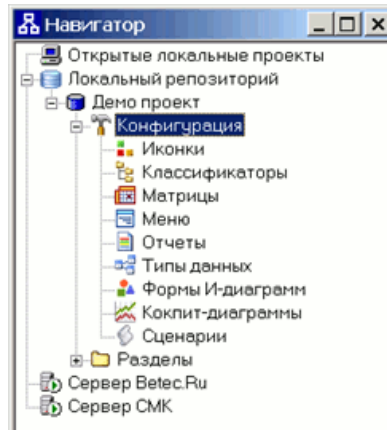 Навигатор
Открытые локальные проекты
Локальный репозиторий
Демо проект
Конфигурация
Иконки
Классификаторы
Матрицы
Меню
Отчеты
Типы данных
Формы И-диаграмм
Кокпит-диаграммы
Сценарии
Разделы
Сервер Betec.Ru
Сервер СМК